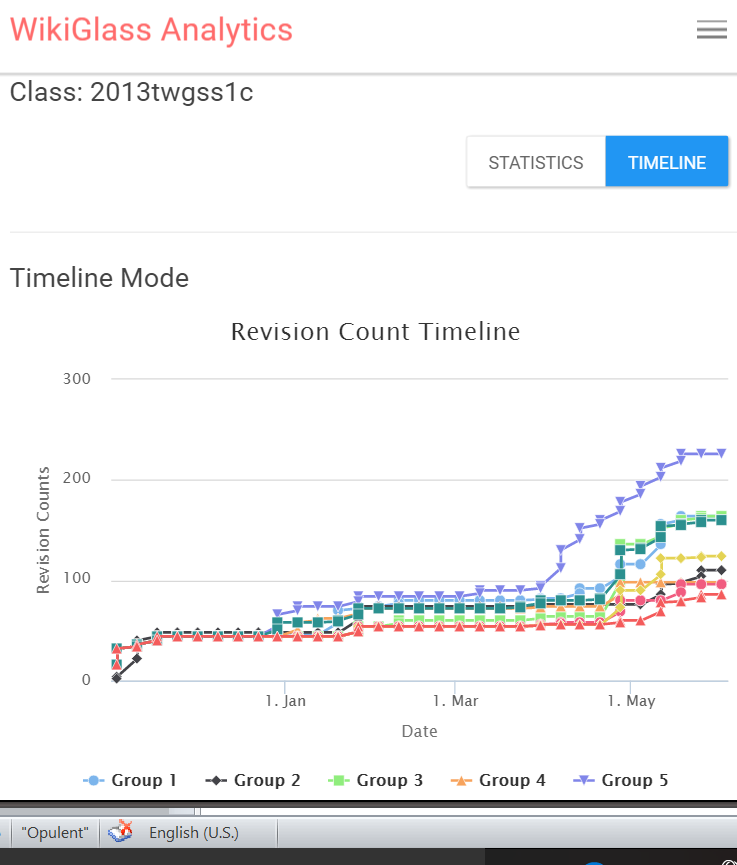 WikiGlass Analytics
Class: 2013twgss1c
STATISTICS TIMELINE
Timeline Mode
Revision Count Timeline
300
200
100
0
Revision Counts
1. Jan 1. Mar 1. May
Date
Group 1 Group 2 Group 3 Group 4 Group 5
"Opulent" English (U.S.)